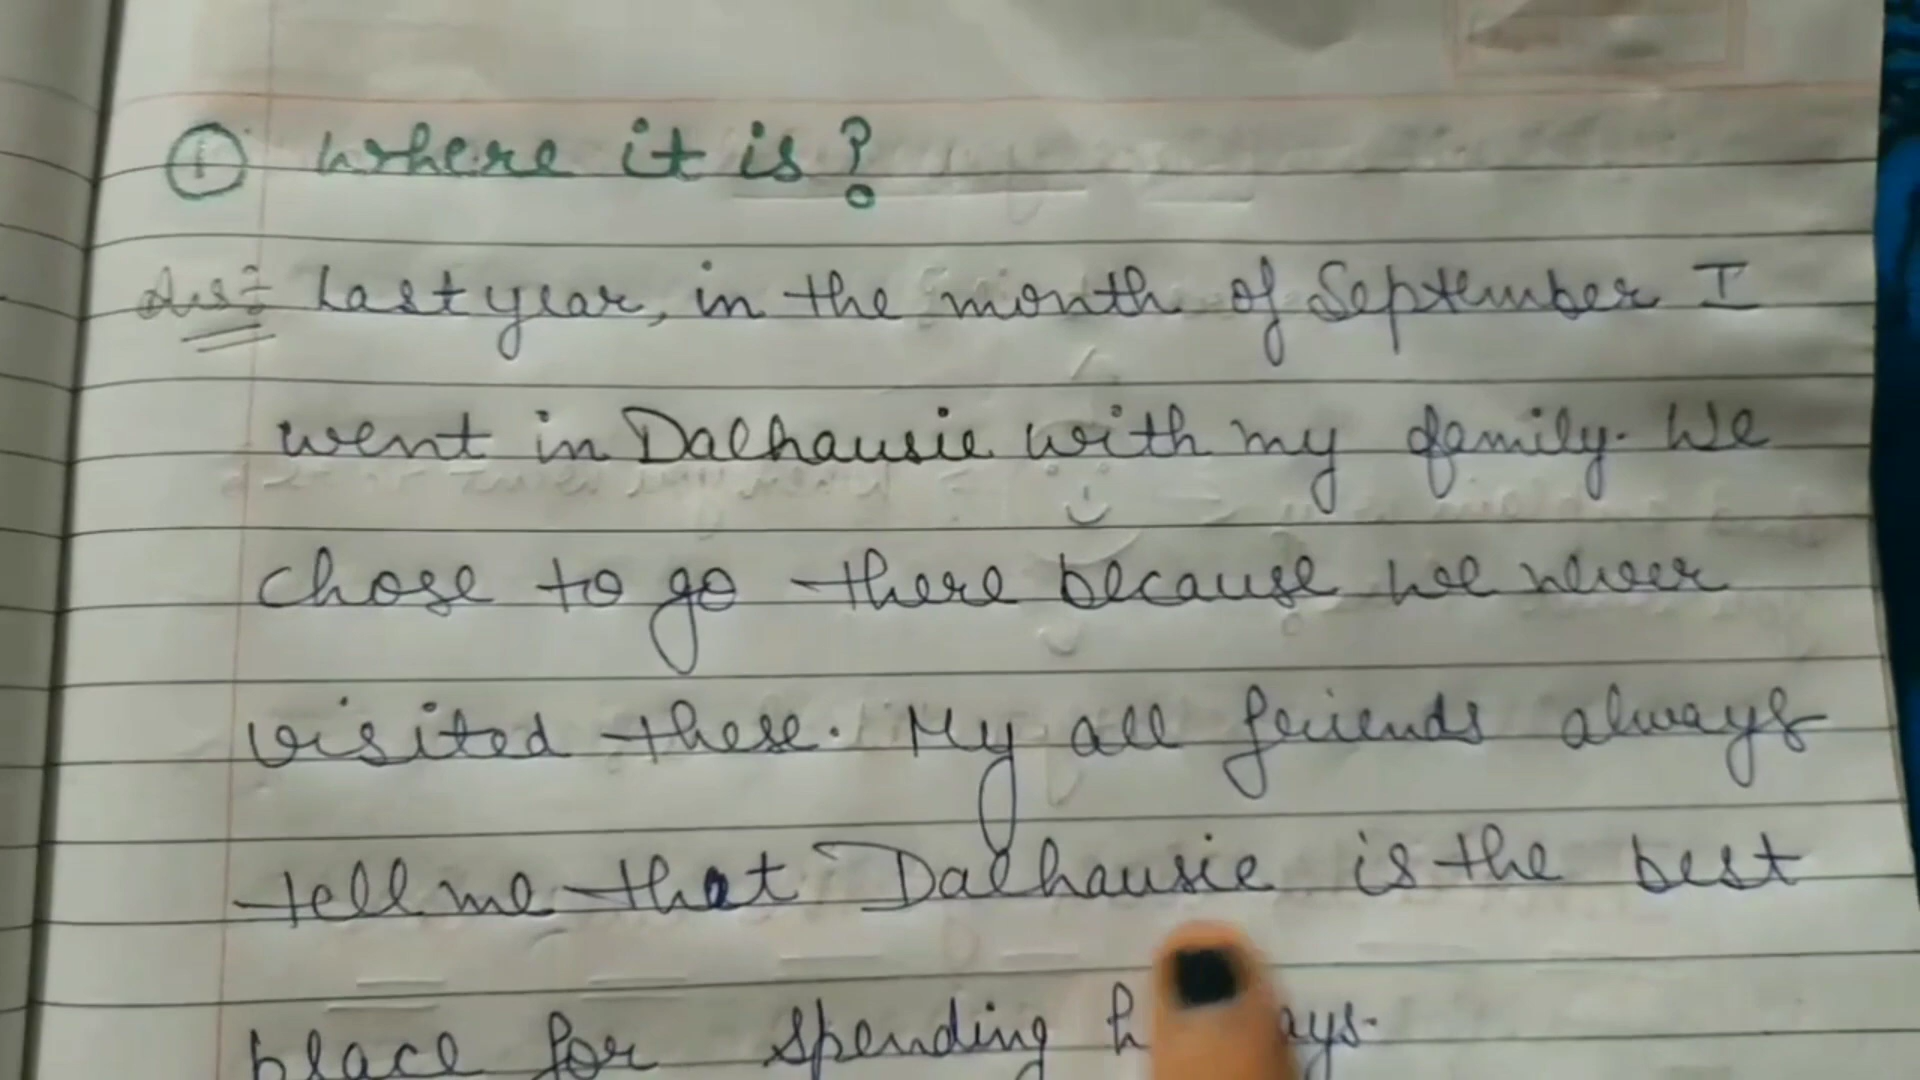 ① Where it is?
Ans:- Last year, in the month of September I
went in Dalhausie with my family. We
chose to go there because we never
visited there. My all friends always
tell me that Dalhausie is the best
place for spending